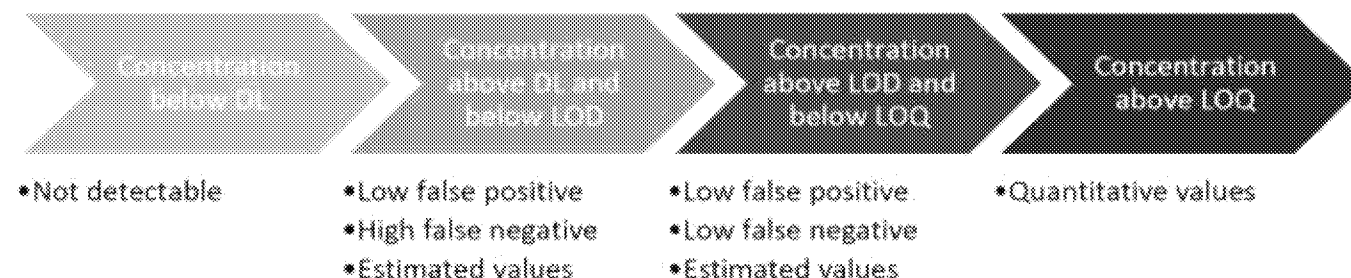 Concentration
below DL
Concentration
above DL and
below LOD
Concentration
above LOD and
below LOQ
Concentration
above LOQ
•Not detectable
•Low false positive
•High false negative
•Estimated values
•Low false positive
•Low false negative
•Estimated values
•Quantitative values